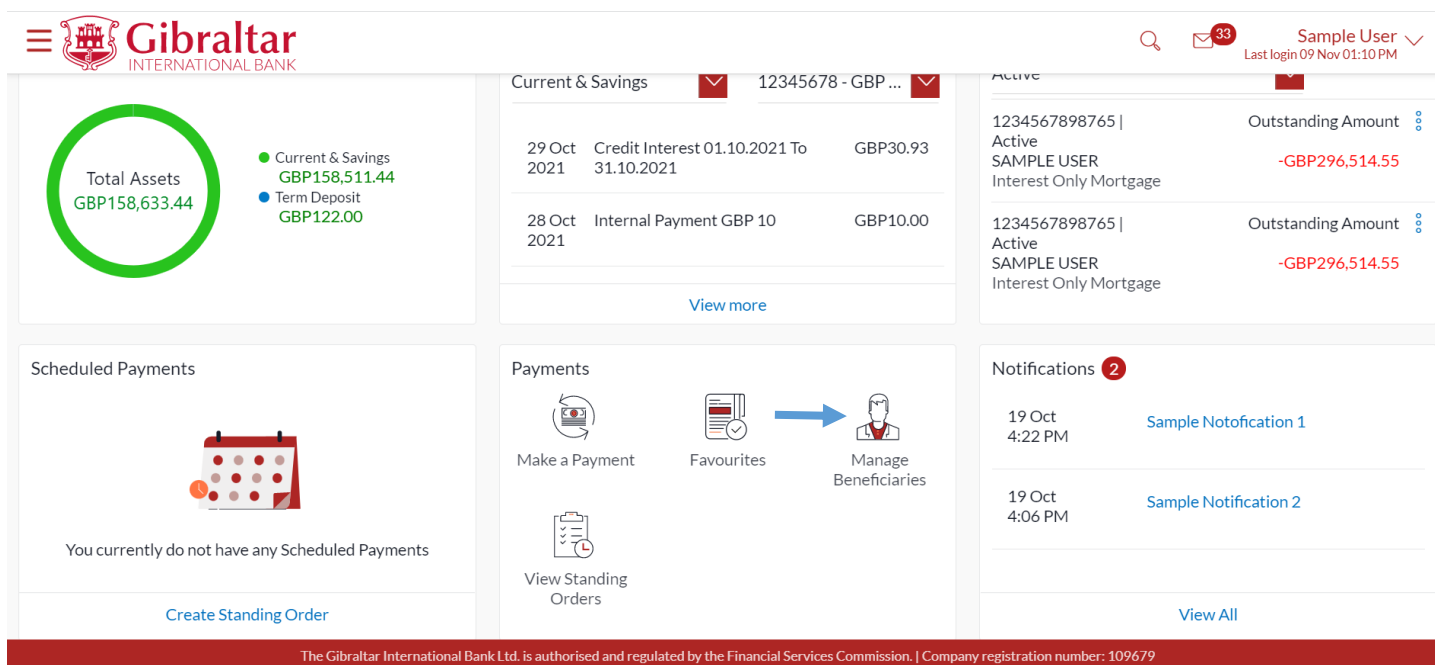 Gibraltar
INTERNATIONAL BANK
33
Sample User
Last login 09 Nov 01:10 PM
Total Assets
GBP158,633.44
Current & Savings
GBP158,511.44
Term Deposit
GBP122.00
Current & Savings
12345678 - GBP ...
29 Oct
2021
Credit Interest 01.10.2021 To
31.10.2021
GBP30.93
28 Oct
2021
Internal Payment GBP 10
GBP10.00
View more
Active
1234567898765 |
Active
SAMPLE USER
Interest Only Mortgage
Outstanding Amount
-GBP296,514.55
1234567898765 |
Active
SAMPLE USER
Interest Only Mortgage
Outstanding Amount
-GBP296,514.55
Scheduled Payments
You currently do not have any Scheduled Payments
Create Standing Order
Payments
Make a Payment
Favourites
Manage
Beneficiaries
View Standing
Orders
Notifications 2
19 Oct
4:22 PM
Sample Notofication 1
19 Oct
4:06 PM
Sample Notification 2
View All
The Gibraltar International Bank Ltd. is authorised and regulated by the Financial Services Commission. | Company registration number: 109679